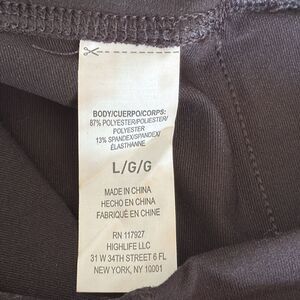 BODY/CUERPO/CORPS:
87% POLYESTER/POLIESTER/
POLYESTER
13% SPANDEX/SPANDEX/
ÉLASTHANNE
L/G/G
MADE IN CHINA
HECHO EN CHINA
FABRIQUÉ EN CHINE
RN 117927
HIGHLIFE LLC
31 W 34TH STREET 6 FL
NEW YORK, NY 10001